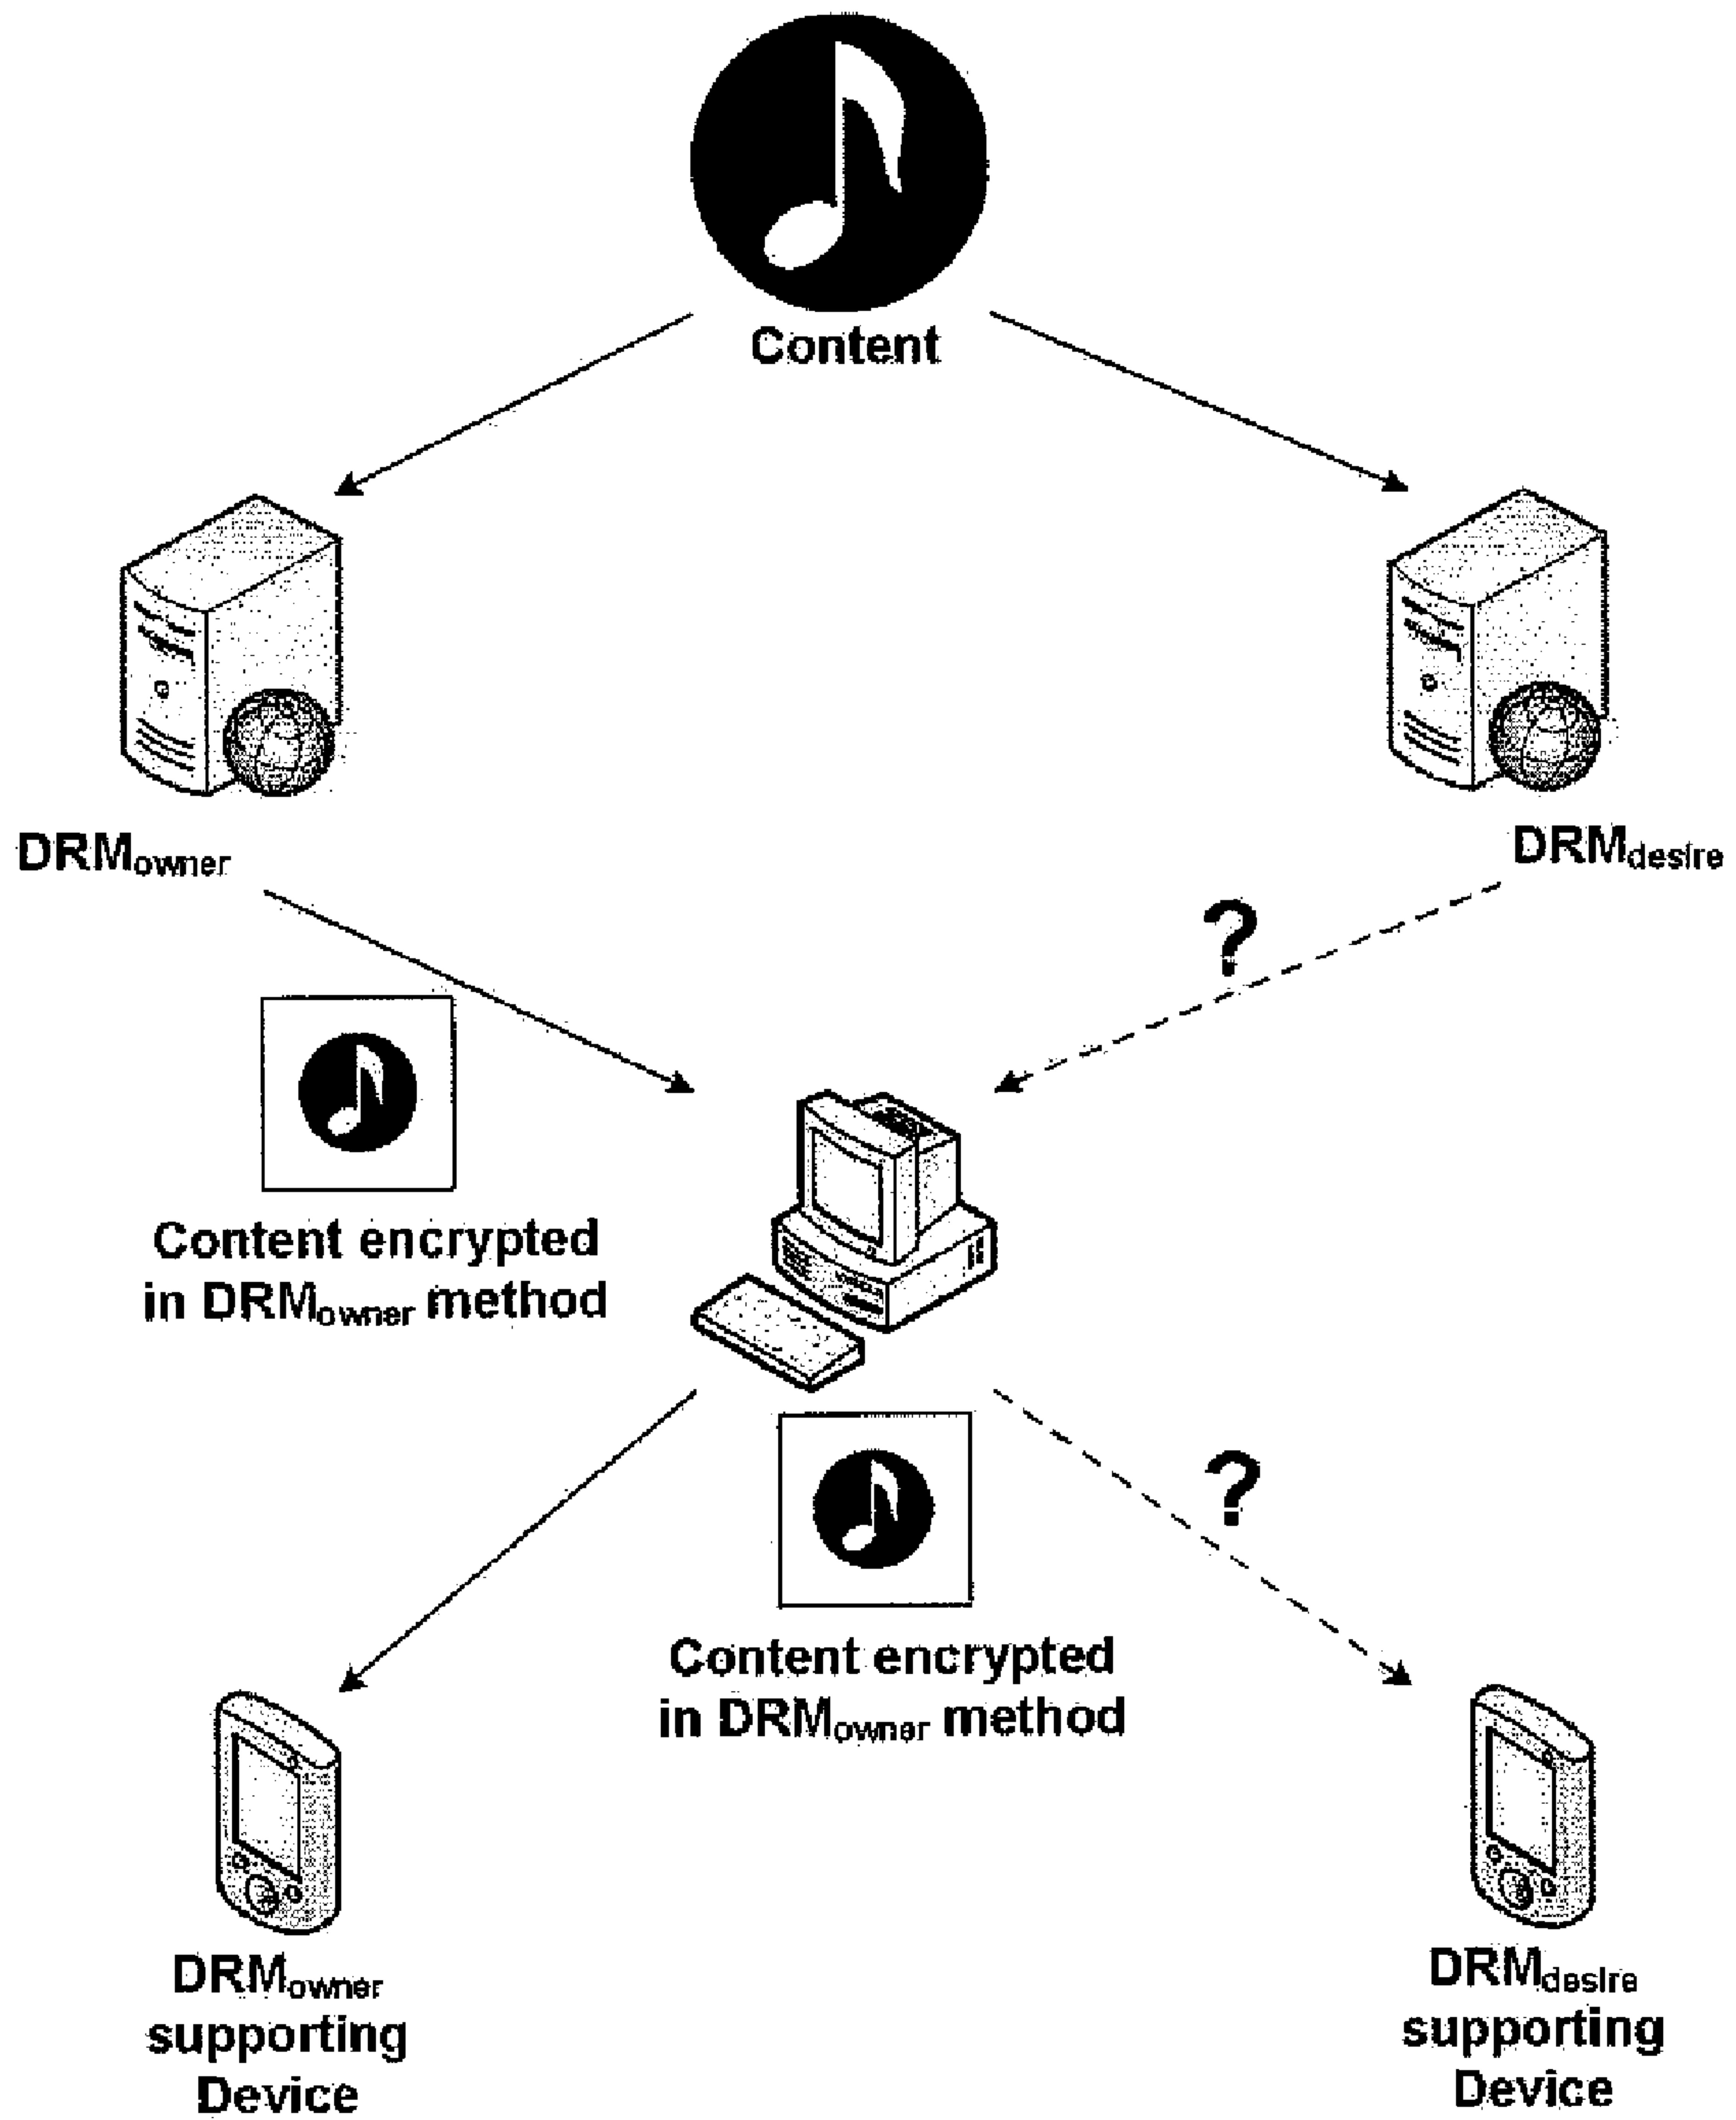 Content
DRMowner
DRMdesire
?
Content encrypted
in DRMowner method
?
Content encrypted
in DRMowner method
DRMowner
supporting
Device
DRMdesire
supporting
Device